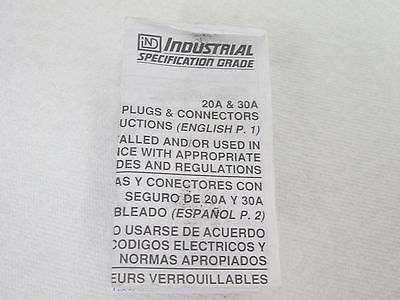 IND INDUSTRIAL
SPECIFICATION GRADE
20A & 30A
PLUGS & CONNECTORS
UCTIONS (ENGLISH P. 1)
ALLED AND/OR USED IN
NCE WITH APPROPRIATE
DES AND REGULATIONS
AS Y CONECTORES CON
SEGURO DE 20A Y 30A
BLEADO (ESPAÑOL P. 2)
O USARSE DE ACUERDO
CODIGOS ELECTRICOS Y
NORMAS APROPIADOS
EURS VERROUILLABLES